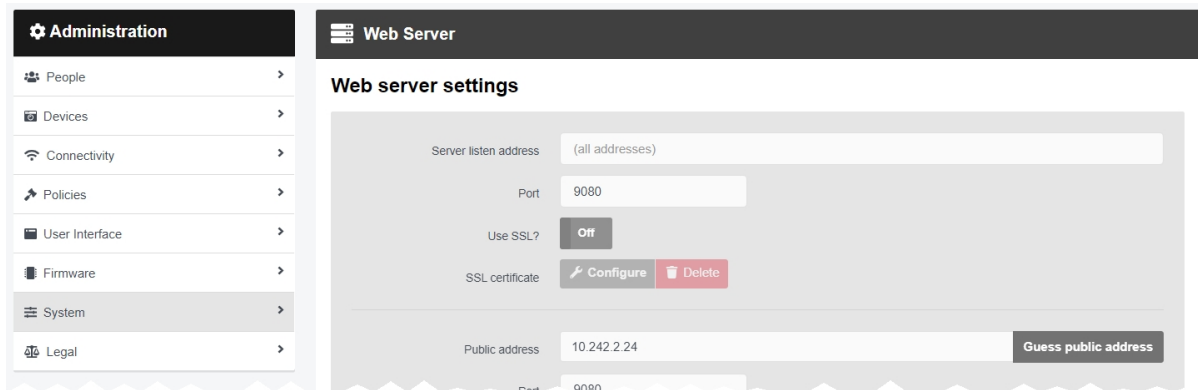 Administration
People
Devices
Connectivity
Policies
User Interface
Firmware
System
Legal
Web Server
Web server settings
Server listen address (all addresses)
Port 9080
Use SSL? Off
SSL certificate Configure Delete
Public address 10.242.2.24 Guess public address
Port 9080